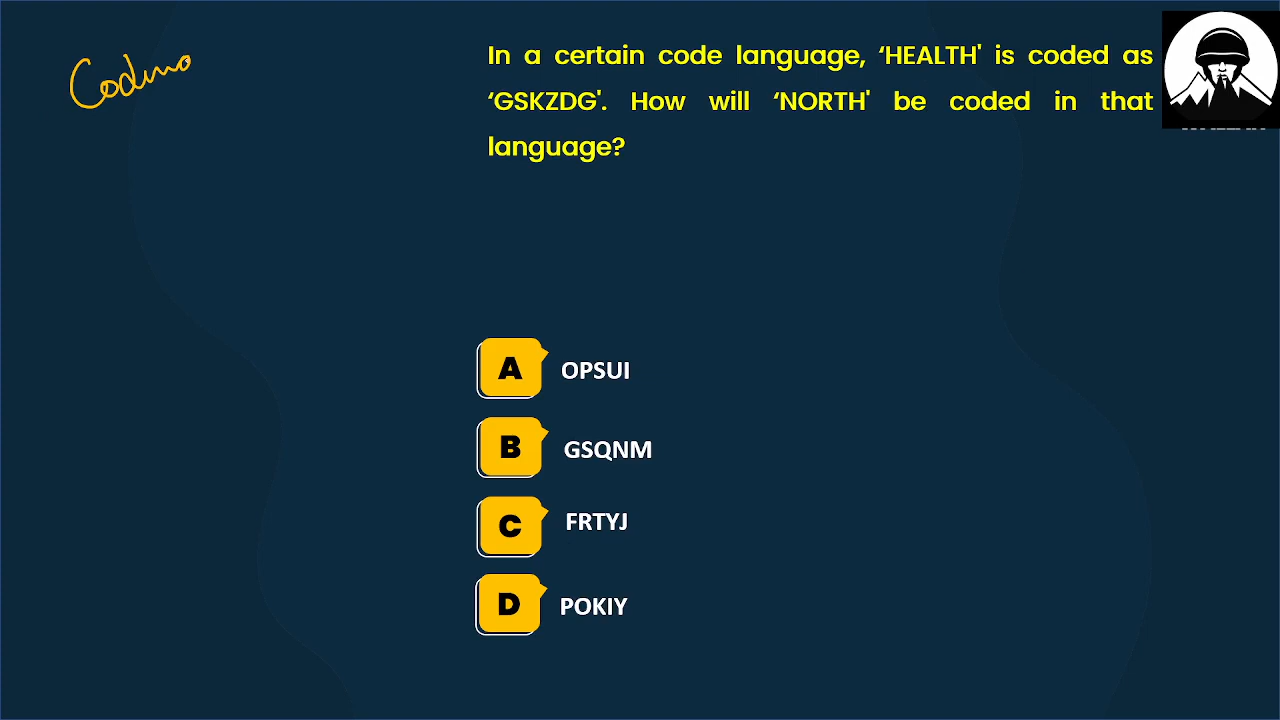 Coding
In a certain code language, ‘HEALTH' is coded as
‘GSKZDG'. How will ‘NORTH' be coded in that
language?
A OPSUI
B GSQNM
C FRTYJ
D POKIY